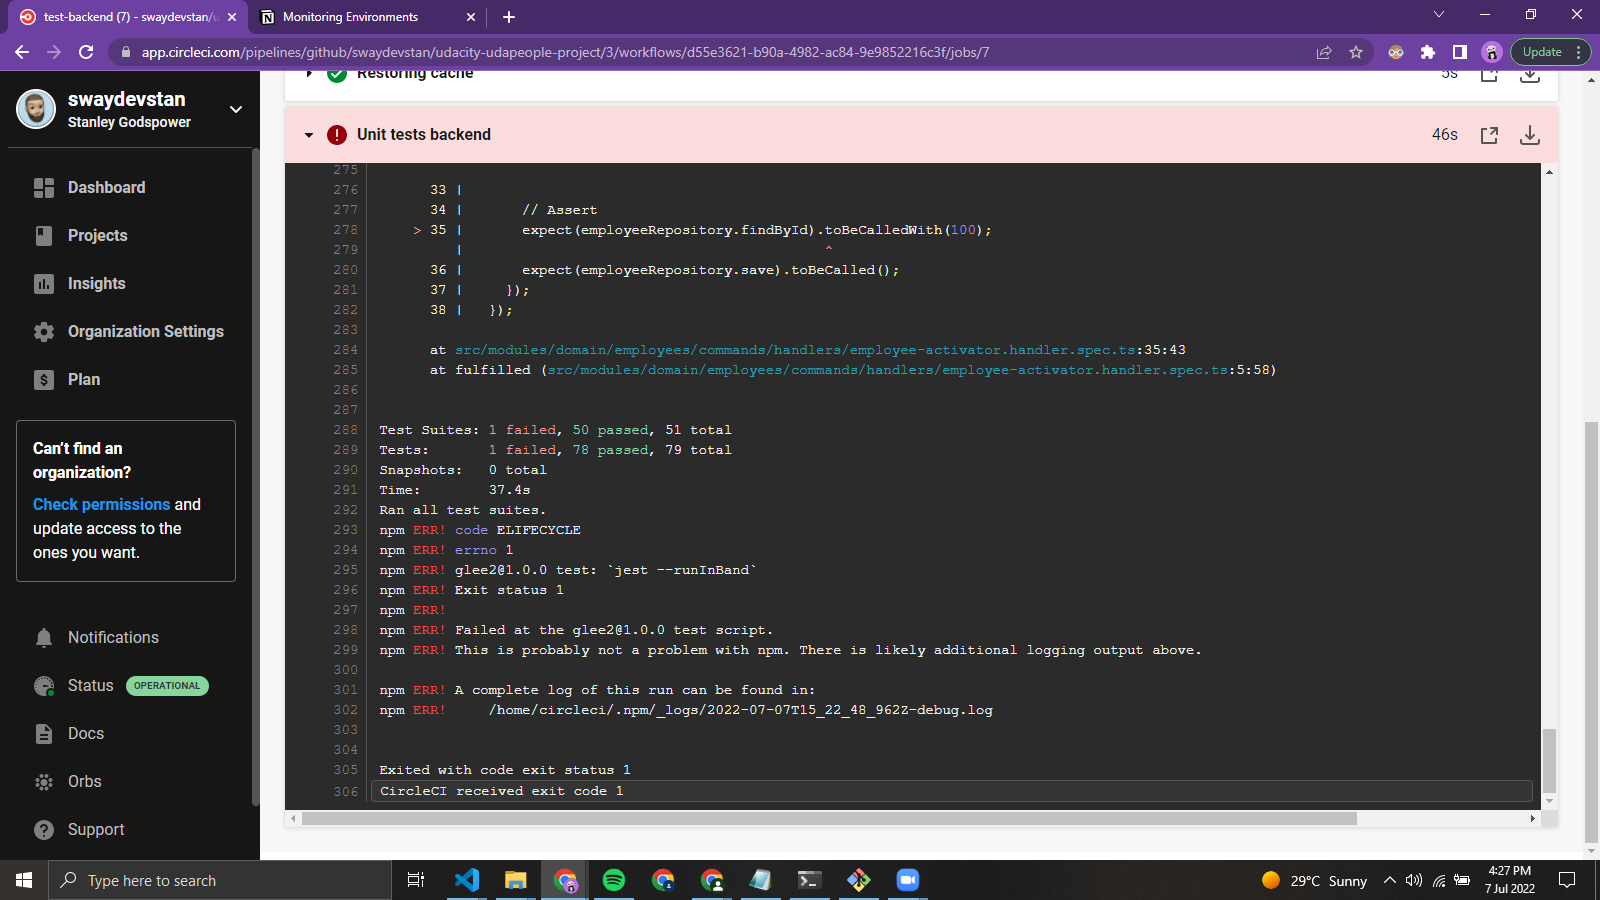 test-backend (7) - swaydevstan/u
Monitoring Environments
app.circleci.com/pipelines/github/swaydevstan/udacity-udapeople-project/3/workflows/d55e3621-b90a-4982-ac84-9e9852216c3f/jobs/7
Update
swaydevstan
Stanley Godspower
Dashboard
Projects
Insights
Organization Settings
Plan
Can't find an
organization?
Check permissions and
update access to the
ones you want.
Notifications
Status OPERATIONAL
Docs
Orbs
Support
Restoring cache 5s
Unit tests backend 46s
275
276 33 |
277 34 | // Assert
278 > 35 | expect(employeeRepository.findById).toBeCalledWith(100);
279 | ^
280 36 | expect(employeeRepository.save).toBeCalled();
281 37 | });
282 38 | });
283
284 at src/modules/domain/employees/commands/handlers/employee-activator.handler.spec.ts:35:43
285 at fulfilled (src/modules/domain/employees/commands/handlers/employee-activator.handler.spec.ts:5:58)
286
287
288 Test Suites: 1 failed, 50 passed, 51 total
289 Tests: 1 failed, 78 passed, 79 total
290 Snapshots: 0 total
291 Time: 37.4s
292 Ran all test suites.
293 npm ERR! code ELIFECYCLE
294 npm ERR! errno 1
295 npm ERR! glee2@1.0.0 test: `jest --runInBand`
296 npm ERR! Exit status 1
297 npm ERR!
298 npm ERR! Failed at the glee2@1.0.0 test script.
299 npm ERR! This is probably not a problem with npm. There is likely additional logging output above.
300
301 npm ERR! A complete log of this run can be found in:
302 npm ERR! /home/circleci/.npm/_logs/2022-07-07T15_22_48_962Z-debug.log
303
304
305 Exited with code exit status 1
306 CircleCI received exit code 1
Type here to search
29°C Sunny
4:27 PM
7 Jul 2022